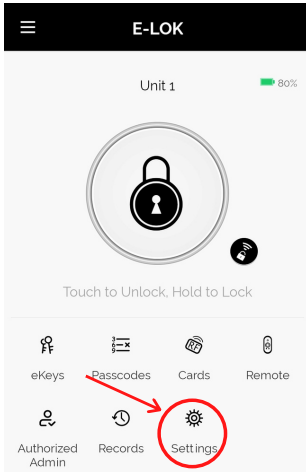 E-LOK
Unit 1
80%
Touch to Unlock, Hold to Lock
eKeys
Passcodes
Cards
Remote
Authorized
Admin
Records
Settings